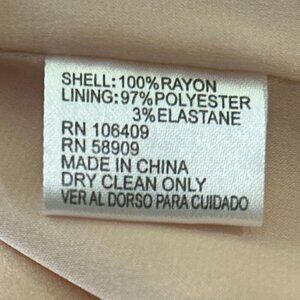 SHELL:100%RAYON
LINING:97%POLYESTER
3%ELASTANE
RN 106409
RN 58909
MADE IN CHINA
DRY CLEAN ONLY
VER AL DORSO PARA CUIDADO